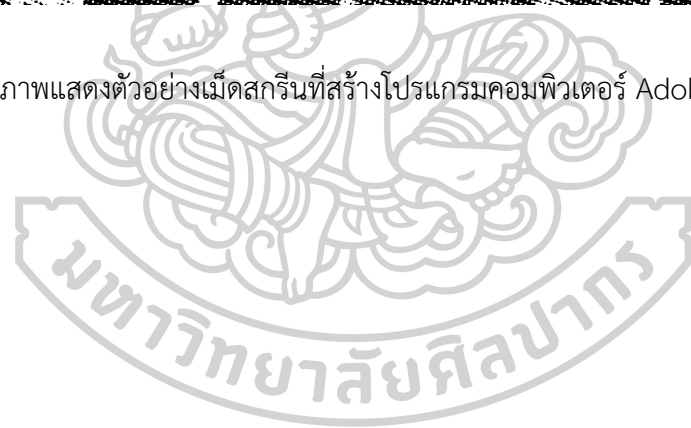 ภาพแสดงตัวอย่างเม็ดสกรีนที่สร้างโปรแกรมคอมพิวเตอร์ Adol
มหาวิทยาลัยศิลปากร